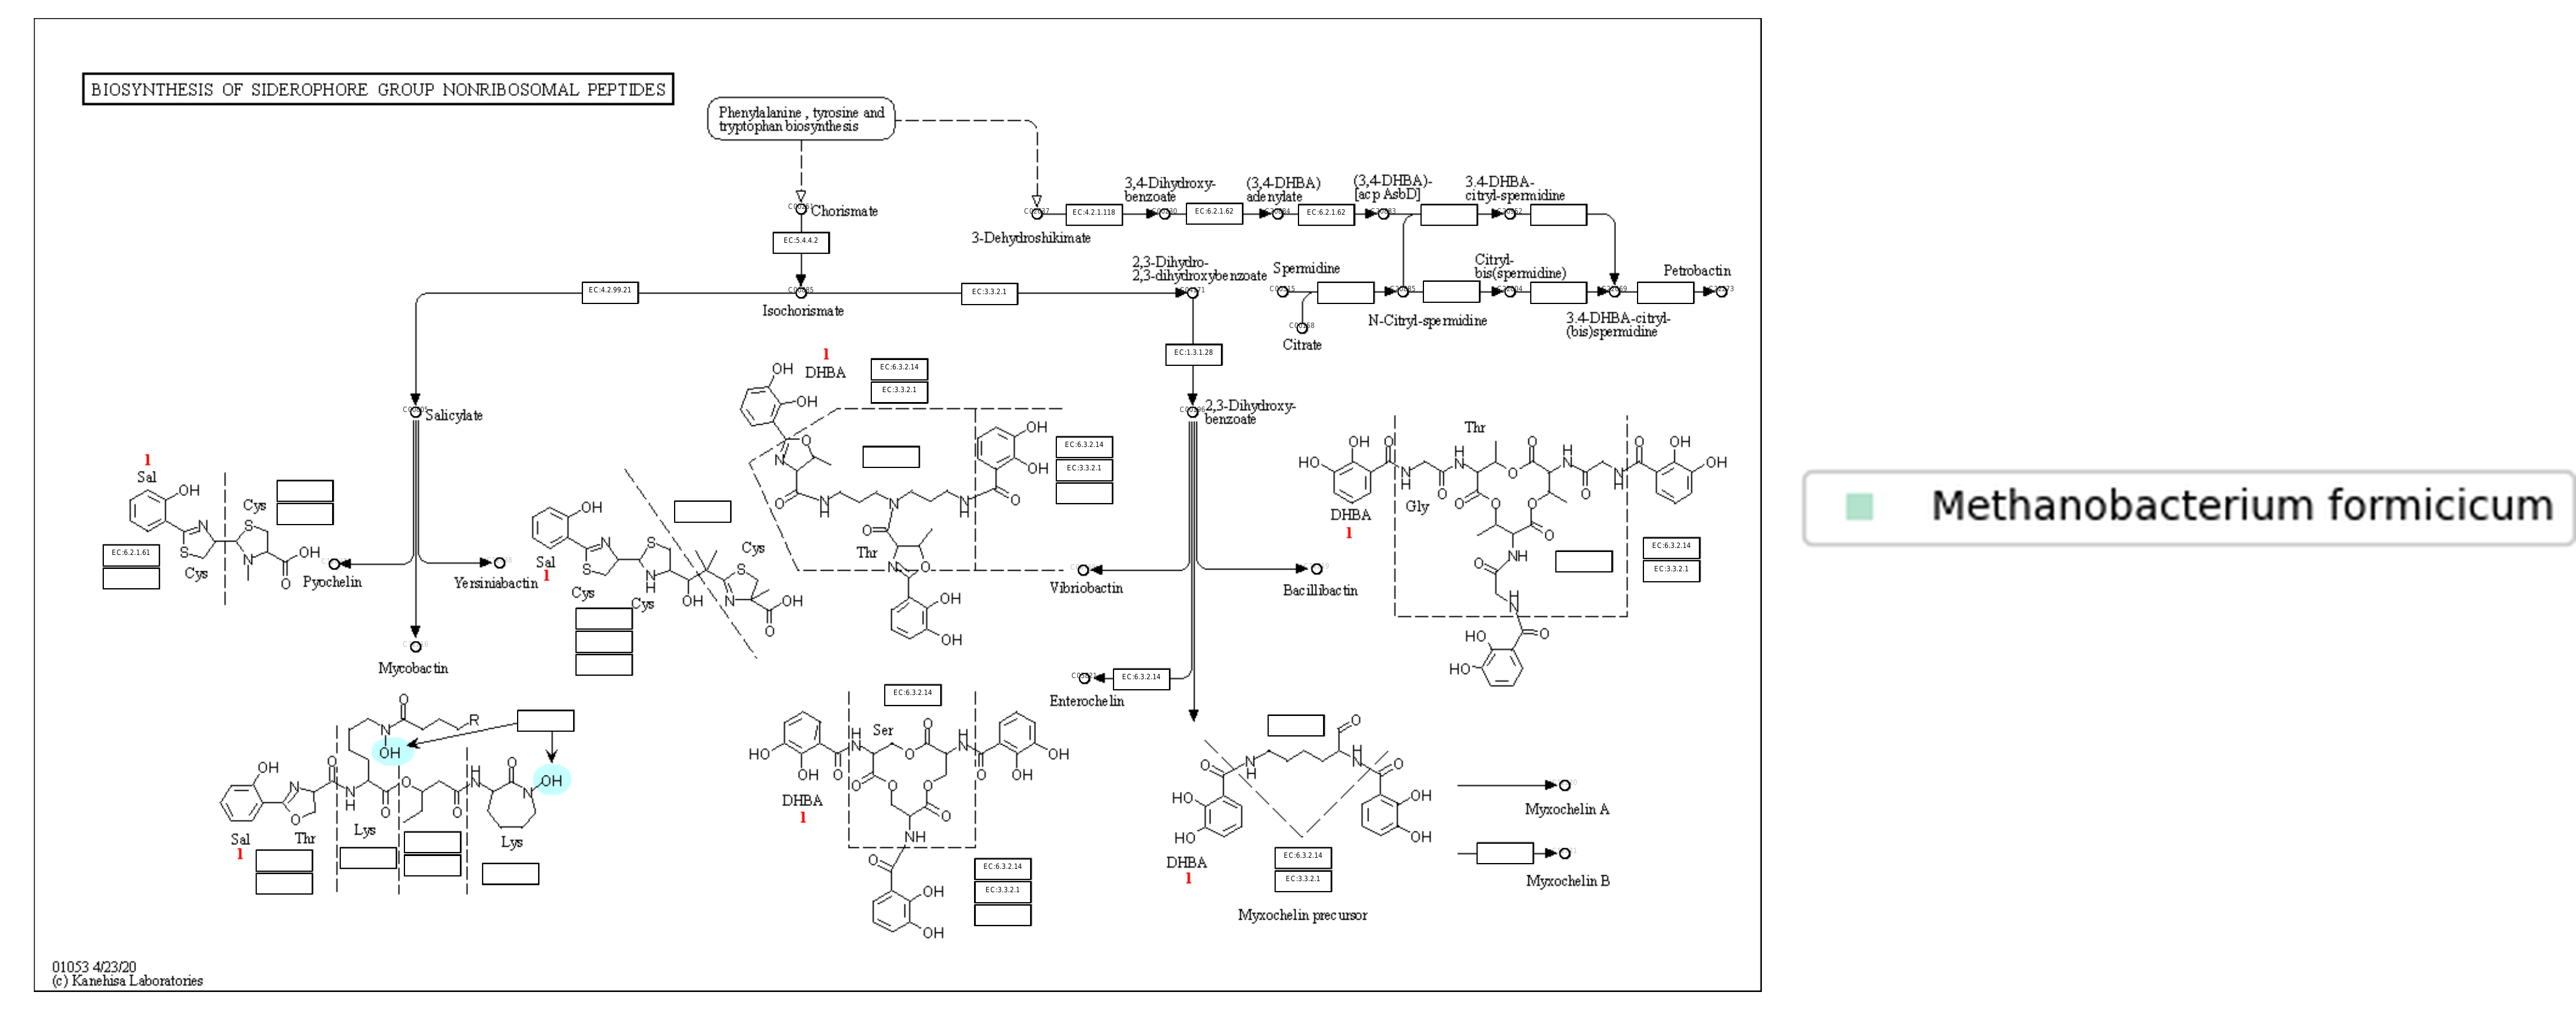 BIOSYNTHESIS OF SIDEROPHORE GROUP NONRIBOSOMAL PEPTIDES
Phenylalanine , tyrosine and
tryptophan biosynthesis
Chorismate
EC:5.4.4.2
3-Dehydroshikimate
EC:4.2.1.118
3,4-Dihydroxy-
benzoate
EC:6.2.1.62
(3,4-DHBA)
adenylate
EC:6.2.1.62
(3,4-DHBA)-
[acp AsbD]
3.4-DHBA-
citryl-spermidine
EC:4.2.99.21
Isochorismate
EC:3.3.2.1
2,3-Dihydro-
2,3-dihydroxybenzoate
Spermidine
Citrate
N-Citryl-spermidine
Citryl-
bis(spermidine)
3.4-DHBA-citryl-
(bis)spermidine
Petrobactin
EC:1.3.1.28
Salicylate
2,3-Dihydroxy-
benzoate
1
DHBA
EC:6.3.2.14
EC:3.3.2.1
OH
OH
O
N
O
N
H
N
N
H
O
OH
OH
O
Thr
N
O
OH
OH
EC:6.3.2.14
EC:3.3.2.1
Vibriobactin
1
Sal
OH
Cys
N
S
S
N
OH
O
Cys
EC:6.2.1.61
Pyochelin
Yersiniabactin
Mycobactin
OH
Sal
1
N
S
S
N
H
Cys
Cys
OH
Cys
S
N
OH
O
Thr
OH
HO
O
N
H
O
H
N
O
O
O
H
N
O
N
H
O
OH
OH
DHBA
1
Gly
O
O
O
NH
O
H
N
O
HO
HO
EC:6.3.2.14
EC:3.3.2.1
Bacillibactin
Enterochelin
EC:6.3.2.14
O
N
R
OH
OH
O
N
O
N
H
O
O
O
H
N
O
N
OH
Sal
1
Thr
Lys
Lys
EC:6.3.2.14
Ser
HO
OH
O
H
N
O
O
O
H
N
O
OH
OH
DHBA
1
O
O
O
O
NH
O
OH
OH
EC:6.3.2.14
EC:3.3.2.1
O
O
N
H
H
N
O
HO
HO
OH
OH
DHBA
1
EC:6.3.2.14
EC:3.3.2.1
Myxochelin precursor
Myxochelin A
Myxochelin B
01053 4/23/20
(c) Kanehisa Laboratories
Methanobacterium formicicum